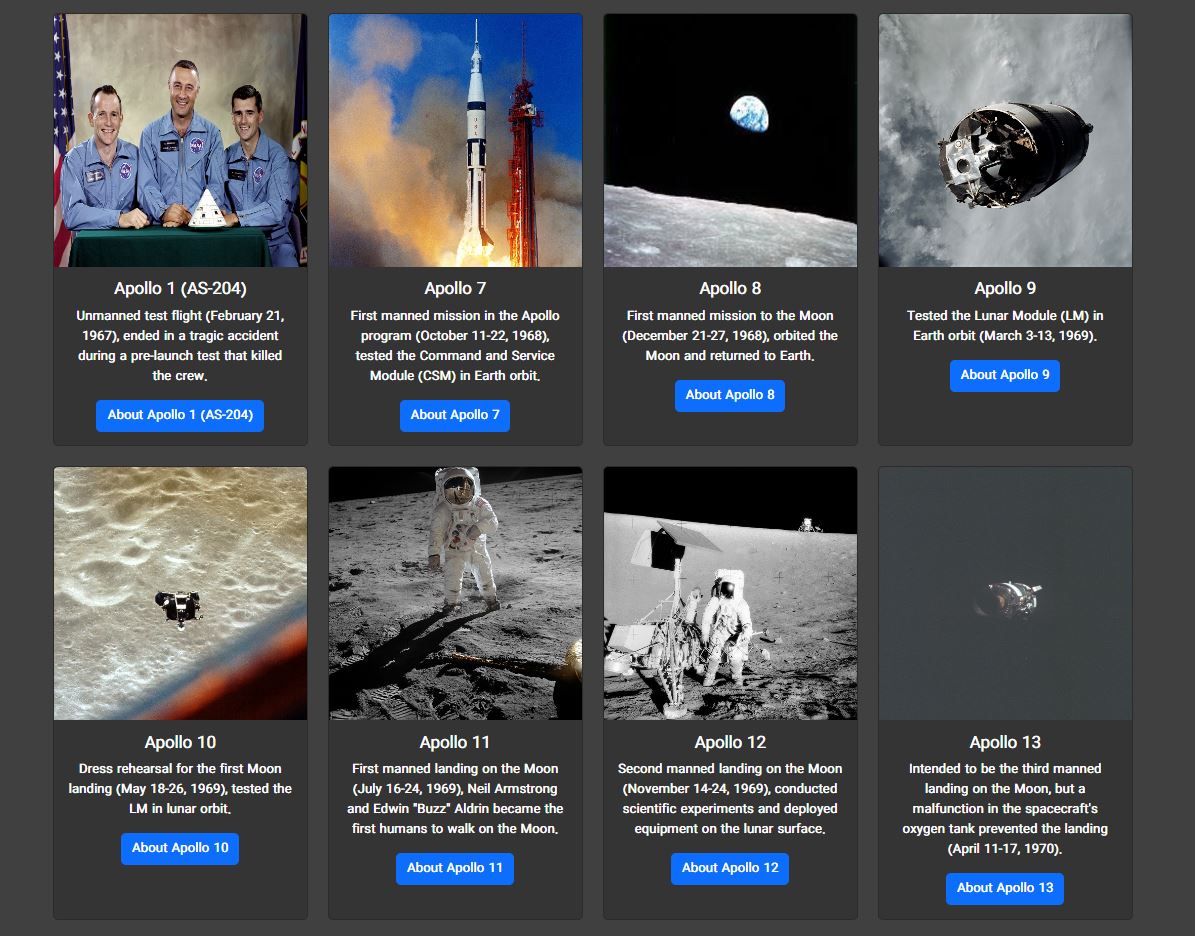 Apollo 1 (AS-204)
Unmanned test flight (February 21,
1967), ended in a tragic accident
during a pre-launch test that killed
the crew.
About Apollo 1 (AS-204)
Apollo 7
First manned mission in the Apollo
program (October 11-22, 1968),
tested the Command and Service
Module (CSM) in Earth orbit.
About Apollo 7
Apollo 8
First manned mission to the Moon
(December 21-27, 1968), orbited the
Moon and returned to Earth.
About Apollo 8
Apollo 9
Tested the Lunar Module (LM) in
Earth orbit (March 3-13, 1969).
About Apollo 9
Apollo 10
Dress rehearsal for the first Moon
landing (May 18-26, 1969), tested the
LM in lunar orbit.
About Apollo 10
Apollo 11
First manned landing on the Moon
(July 16-24, 1969), Neil Armstrong
and Edwin "Buzz" Aldrin became the
first humans to walk on the Moon.
About Apollo 11
Apollo 12
Second manned landing on the Moon
(November 14-24, 1969), conducted
scientific experiments and deployed
equipment on the lunar surface.
About Apollo 12
Apollo 13
Intended to be the third manned
landing on the Moon, but a
malfunction in the spacecraft's
oxygen tank prevented the landing
(April 11-17, 1970).
About Apollo 13